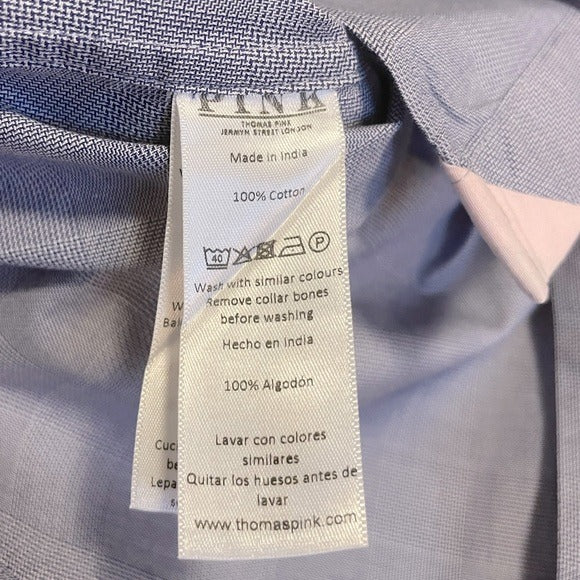 PINK
THOMAS PINK
JERMYN STREET LONDON
Made in India
100% Cotton
40 P
Wash with similar colours
Remove collar bones
before washing
Hecho en India
100% Algodón
Lavar con colores
similares
Quitar los huesos antes de
lavar
www.thomaspink.com